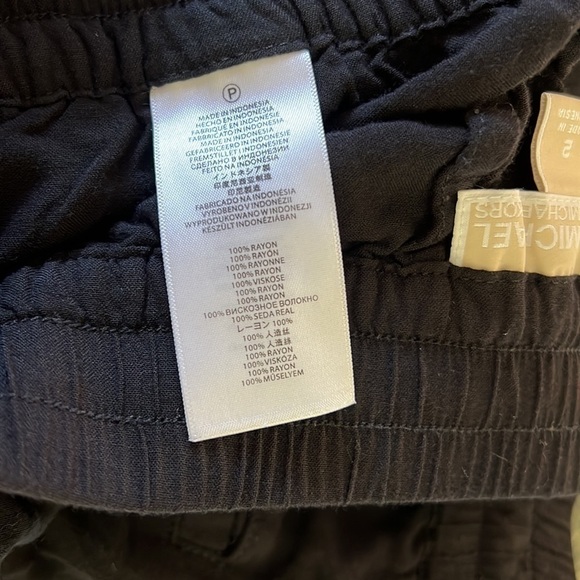 P
MADE IN INDONESIA
HECHO EN INDONESIA
FABRIQUÉ EN INDONÉSIE
FABBRICATO IN INDONESIA
GEFABRICEERD IN INDONESIË
FREMSTILLET I INDONESIEN
СДЕЛАНО В ИНДОНЕЗИИ
FEITO NA INDONÉSIA
インドネシア製
印度尼西亚制造
印尼製造
FABRICADO NA INDONÉSIA
VYROBENO V INDONÉSII
WYPRODUKOWANO W INDONEZJI
KÉSZÜLT INDONÉZIÁBAN
100% RAYON
100% RAYÓN
100% RAYONNE
100% RAYON
100% VISKOSE
100% RAYON
100% RAYON
100% ВИСКОЗНОЕ ВОЛОКНО
100% SEDA REAL
レーヨン 100%
100% 人造丝
100% 人造絲
100% RAYON
100% VISKÓZA
100% RAYON
100% MŰSELYEM
MICHAEL
MICHAEL KORS
S
MADE IN